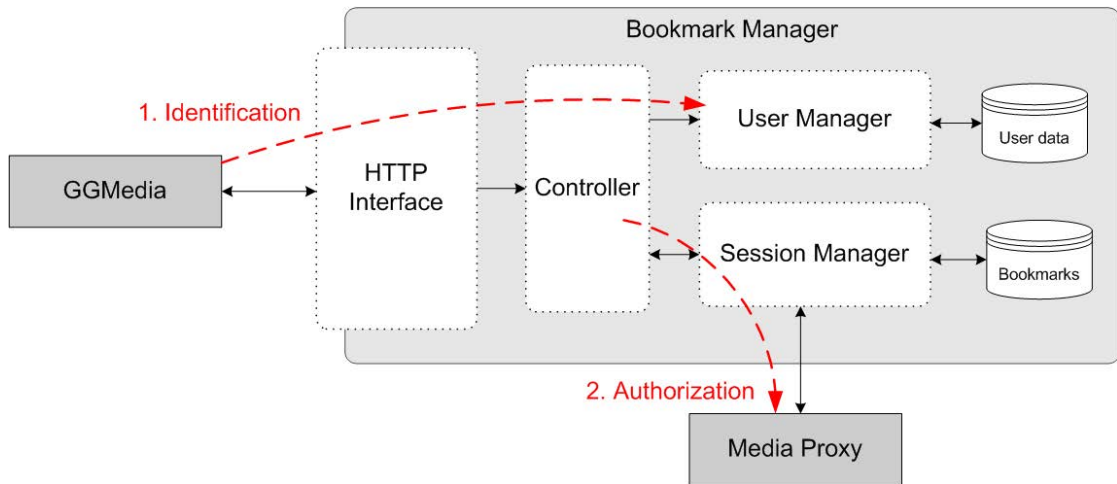 Bookmark Manager
1. Identification
User Manager
User data
GGMedia
HTTP
Interface
Controller
Session Manager
Bookmarks
2. Authorization
Media Proxy